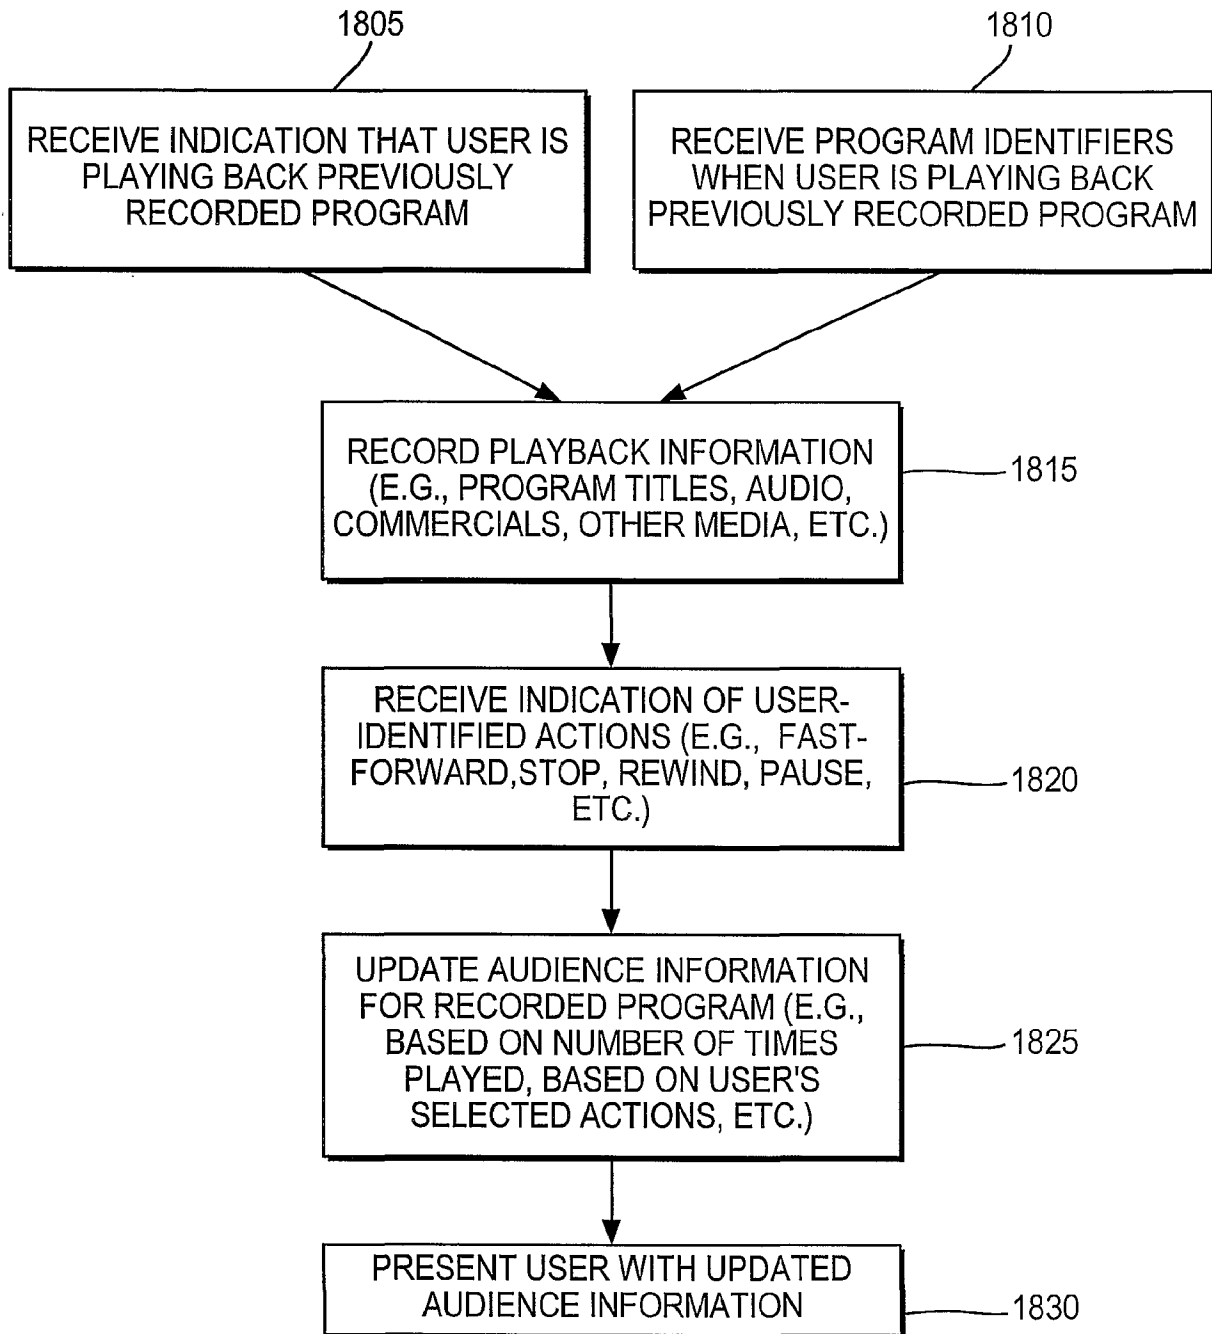 1805
1810
RECEIVE INDICATION THAT USER IS
PLAYING BACK PREVIOUSLY
RECORDED PROGRAM
RECEIVE PROGRAM IDENTIFIERS
WHEN USER IS PLAYING BACK
PREVIOUSLY RECORDED PROGRAM
RECORD PLAYBACK INFORMATION
(E.G., PROGRAM TITLES, AUDIO,
COMMERCIALS, OTHER MEDIA, ETC.)
1815
RECEIVE INDICATION OF USER-
IDENTIFIED ACTIONS (E.G., FAST-
FORWARD,STOP, REWIND, PAUSE,
ETC.)
1820
UPDATE AUDIENCE INFORMATION
FOR RECORDED PROGRAM (E.G.,
BASED ON NUMBER OF TIMES
PLAYED, BASED ON USER'S
SELECTED ACTIONS, ETC.)
1825
PRESENT USER WITH UPDATED
AUDIENCE INFORMATION
1830